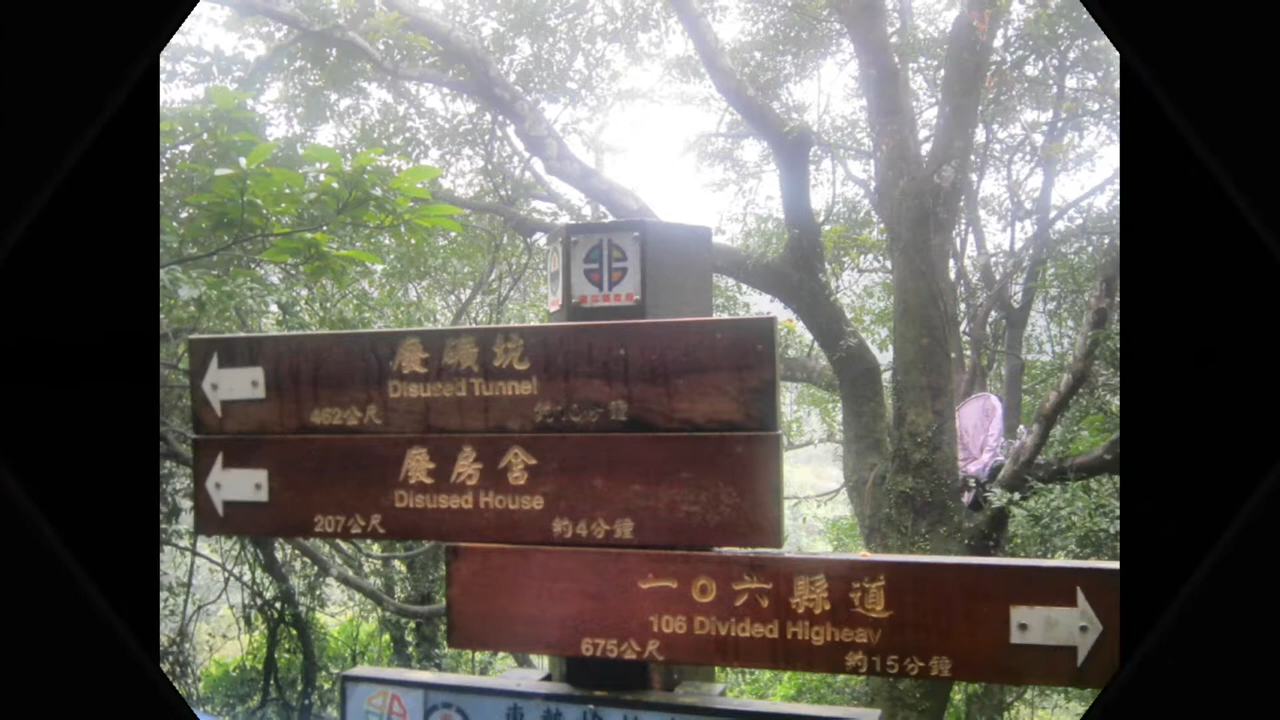 廢礦坑
Disused Tunnel
462公尺
廢房舍
Disused House
207公尺 約4分鐘
一０六縣道
106 Divided Higheav
675公尺 約15分鐘